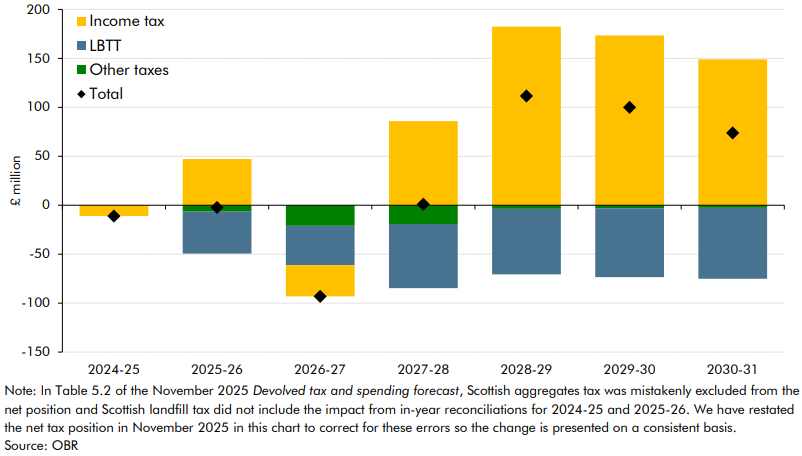 200
150
100
50
0
-50
-100
-150
£ million
Income tax
LBTT
Other taxes
Total
2024-25 2025-26 2026-27 2027-28 2028-29 2029-30 2030-31
Note: In Table 5.2 of the November 2025 Devolved tax and spending forecast, Scottish aggregates tax was mistakenly excluded from the
net position and Scottish landfill tax did not include the impact from in-year reconciliations for 2024-25 and 2025-26. We have restated
the net tax position in November 2025 in this chart to correct for these errors so the change is presented on a consistent basis.
Source: OBR